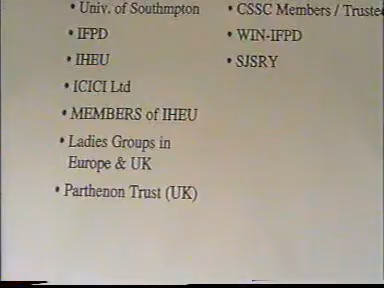 • Univ. of Southmpton
• IFPD
• IHEU
• ICICI Ltd
• MEMBERS of IHEU
• Ladies Groups in
Europe & UK
• Parthenon Trust (UK)
• CSSC Members / Trustee
• WIN-IFPD
• SJSRY